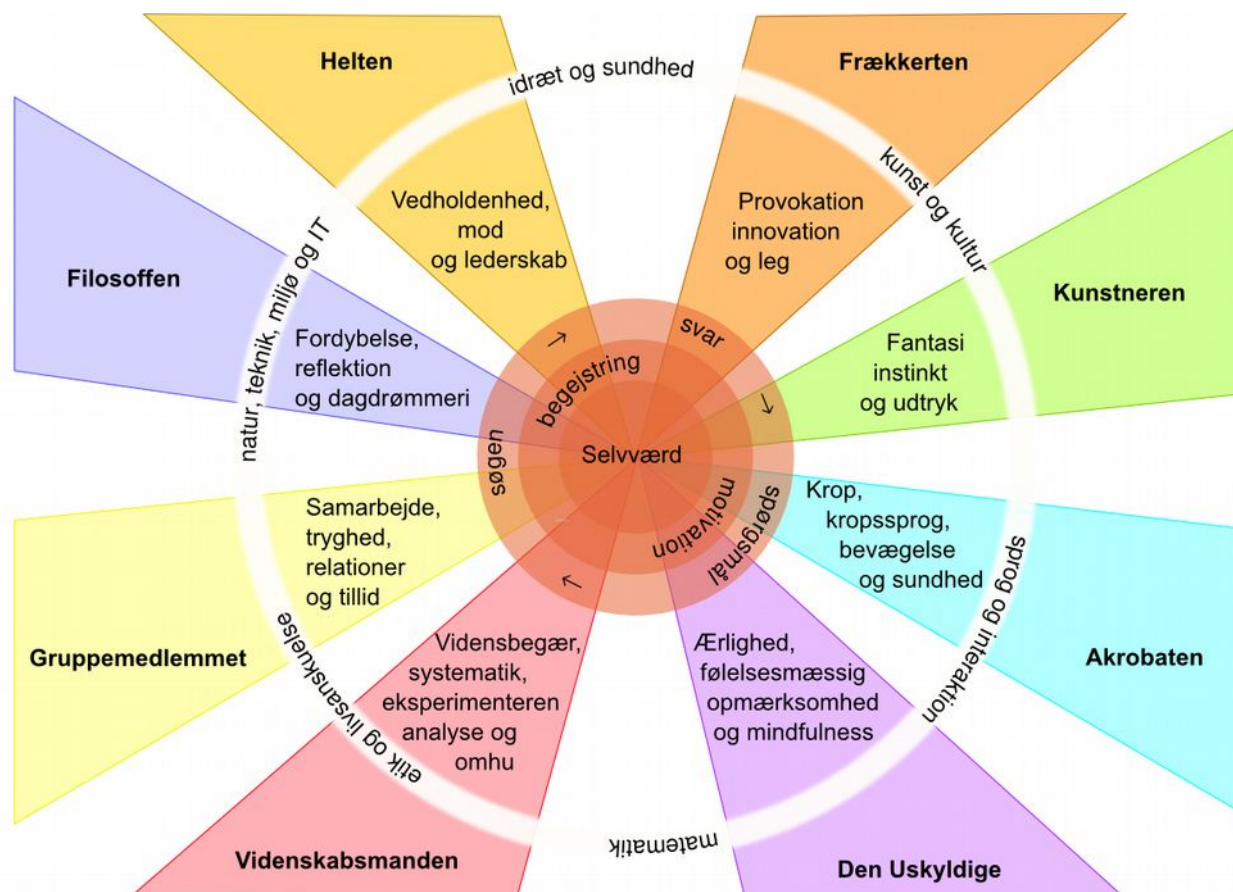 Helten
Vedholdenhed,
mod
og lederskab
idræt og sundhed
Frækkerten
Provokation
innovation
og leg
kunst og kultur
Kunstneren
Fantasi
instinkt
og udtryk
sprog og interaktion
Akrobaten
Krop,
kropssprog,
bevægelse
og sundhed
Den Uskyldige
Ærlighed,
følelsesmæssig
opmærksomhed
og mindfulness
matematik
Videnskabsmanden
Vidensbegær,
systematik,
eksperimenteren
analyse og
omhu
etik og livsanskuelse
Gruppemedlemmet
Samarbejde,
tryghed,
relationer
og tillid
natur, teknik, miljø og IT
Filosoffen
Fordybelse,
reflektion
og dagdrømmeri
søgen
→
svar
→
spørgsmål
→
begejstring
motivation
Selvværd